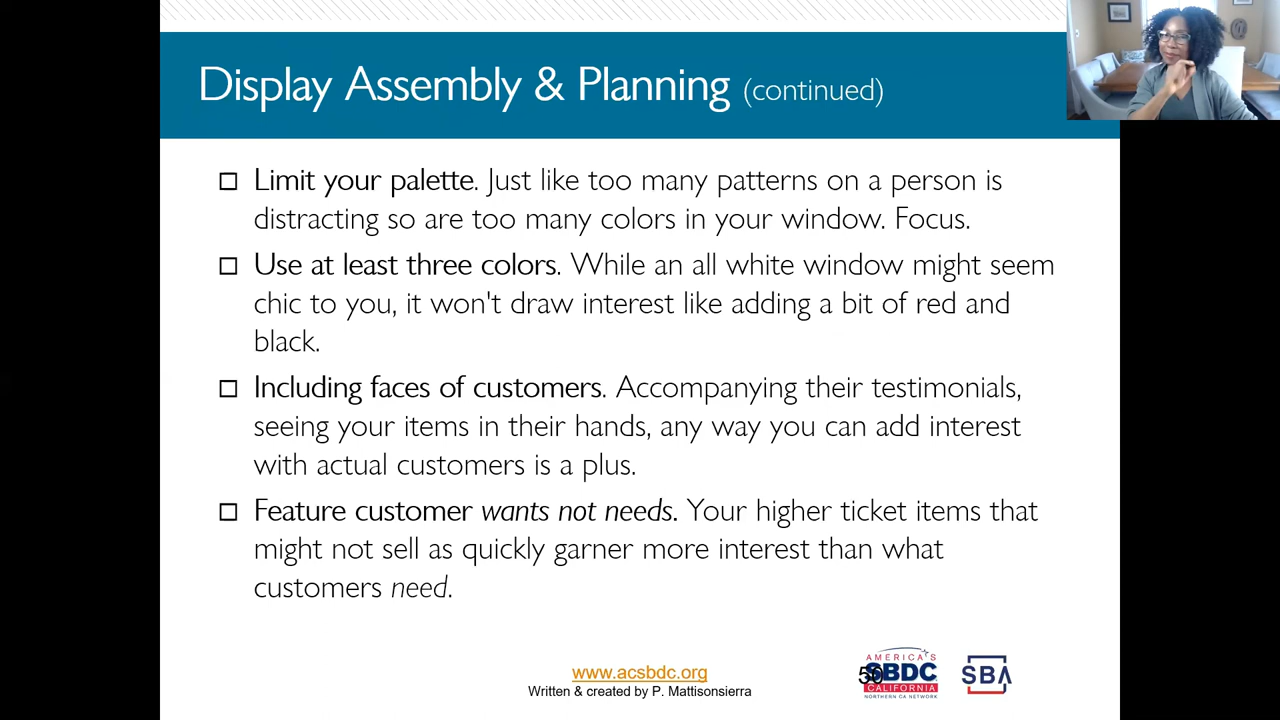 Display Assembly & Planning (continued)
Limit your palette. Just like too many patterns on a person is
distracting so are too many colors in your window. Focus.
Use at least three colors. While an all white window might seem
chic to you, it won't draw interest like adding a bit of red and
black.
Including faces of customers. Accompanying their testimonials,
seeing your items in their hands, any way you can add interest
with actual customers is a plus.
Feature customer wants not needs. Your higher ticket items that
might not sell as quickly garner more interest than what
customers need.
www.acsbdc.org
Written & created by P. Mattisonsierra
AMERICA'S
50
SBDC
CALIFORNIA
NORTHERN CA NETWORK
SBA